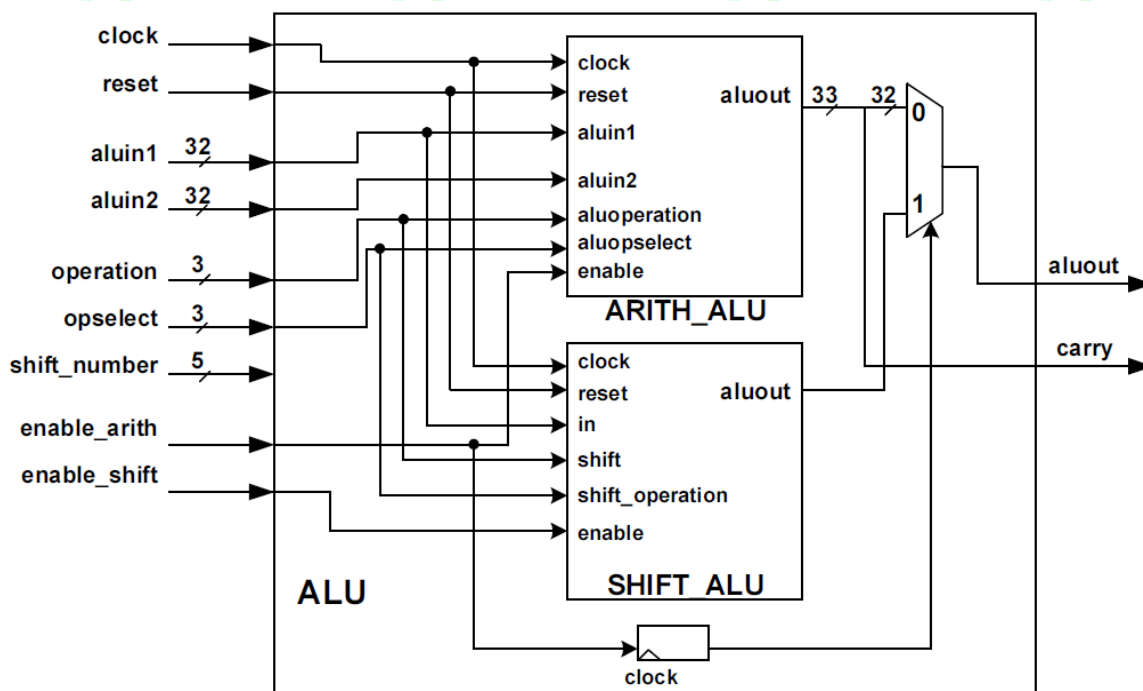 clock
reset
aluin1
32
aluin2
32
operation
3
opselect
3
shift_number
5
enable_arith
enable_shift
clock
reset
aluin1
aluin2
aluoperation
aluopselect
enable
aluout
ARITH_ALU
33
32
0
1
clock
reset
in
shift
shift_operation
enable
aluout
SHIFT_ALU
aluout
carry
ALU
clock